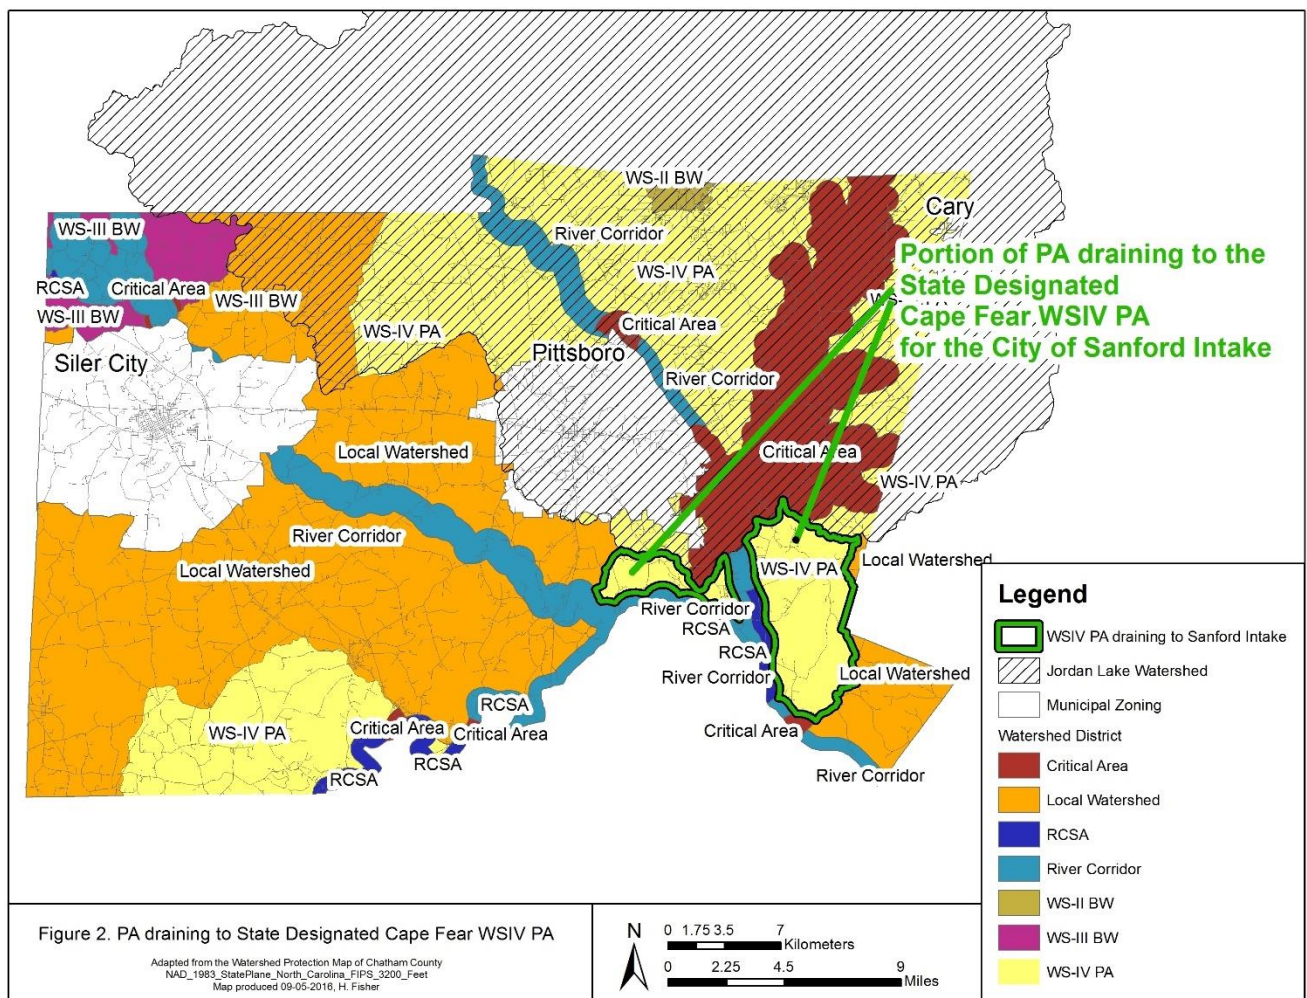 WS-II BW
Cary
WS-III BW
River Corridor
Portion of PA draining to the
State Designated
Cape Fear WSIV PA
for the City of Sanford Intake
WS-IV PA
RCSA
Critical Area
WS-III BW
WS-III BW
Critical Area
WS-IV PA
Siler City
Pittsboro
River Corridor
Local Watershed
Critical Area
WS-IV PA
River Corridor
Local Watershed
WS-IV PA
Local Watershed
River Corridor
RCSA
RCSA
River Corridor
Local Watershed
RCSA
WS-IV PA
Critical Area
Critical Area
Critical Area
RCSA
RCSA
River Corridor
Legend
WSIV PA draining to Sanford Intake
Jordan Lake Watershed
Municipal Zoning
Watershed District
Critical Area
Local Watershed
RCSA
River Corridor
WS-II BW
WS-III BW
WS-IV PA
Figure 2. PA draining to State Designated Cape Fear WSIV PA
Adapted from the Watershed Protection Map of Chatham County
NAD_1983_StatePlane_North_Carolina_FIPS_3200_Feet
Map produced 09-05-2016, H. Fisher
N
0 1.75 3.5 7
Kilometers
0 2.25 4.5 9
Miles